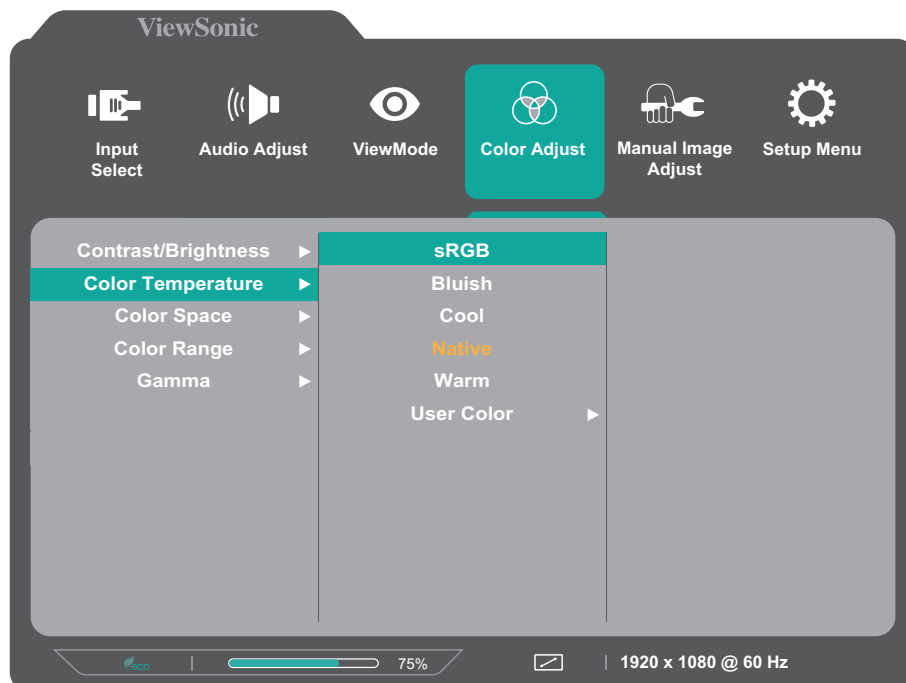 ViewSonic
Input
Select
Audio Adjust
ViewMode
Color Adjust
Manual Image
Adjust
Setup Menu
Contrast/Brightness
Color Temperature
Color Space
Color Range
Gamma
sRGB
Bluish
Cool
Native
Warm
User Color
eco
75%
1920 x 1080 @ 60 Hz